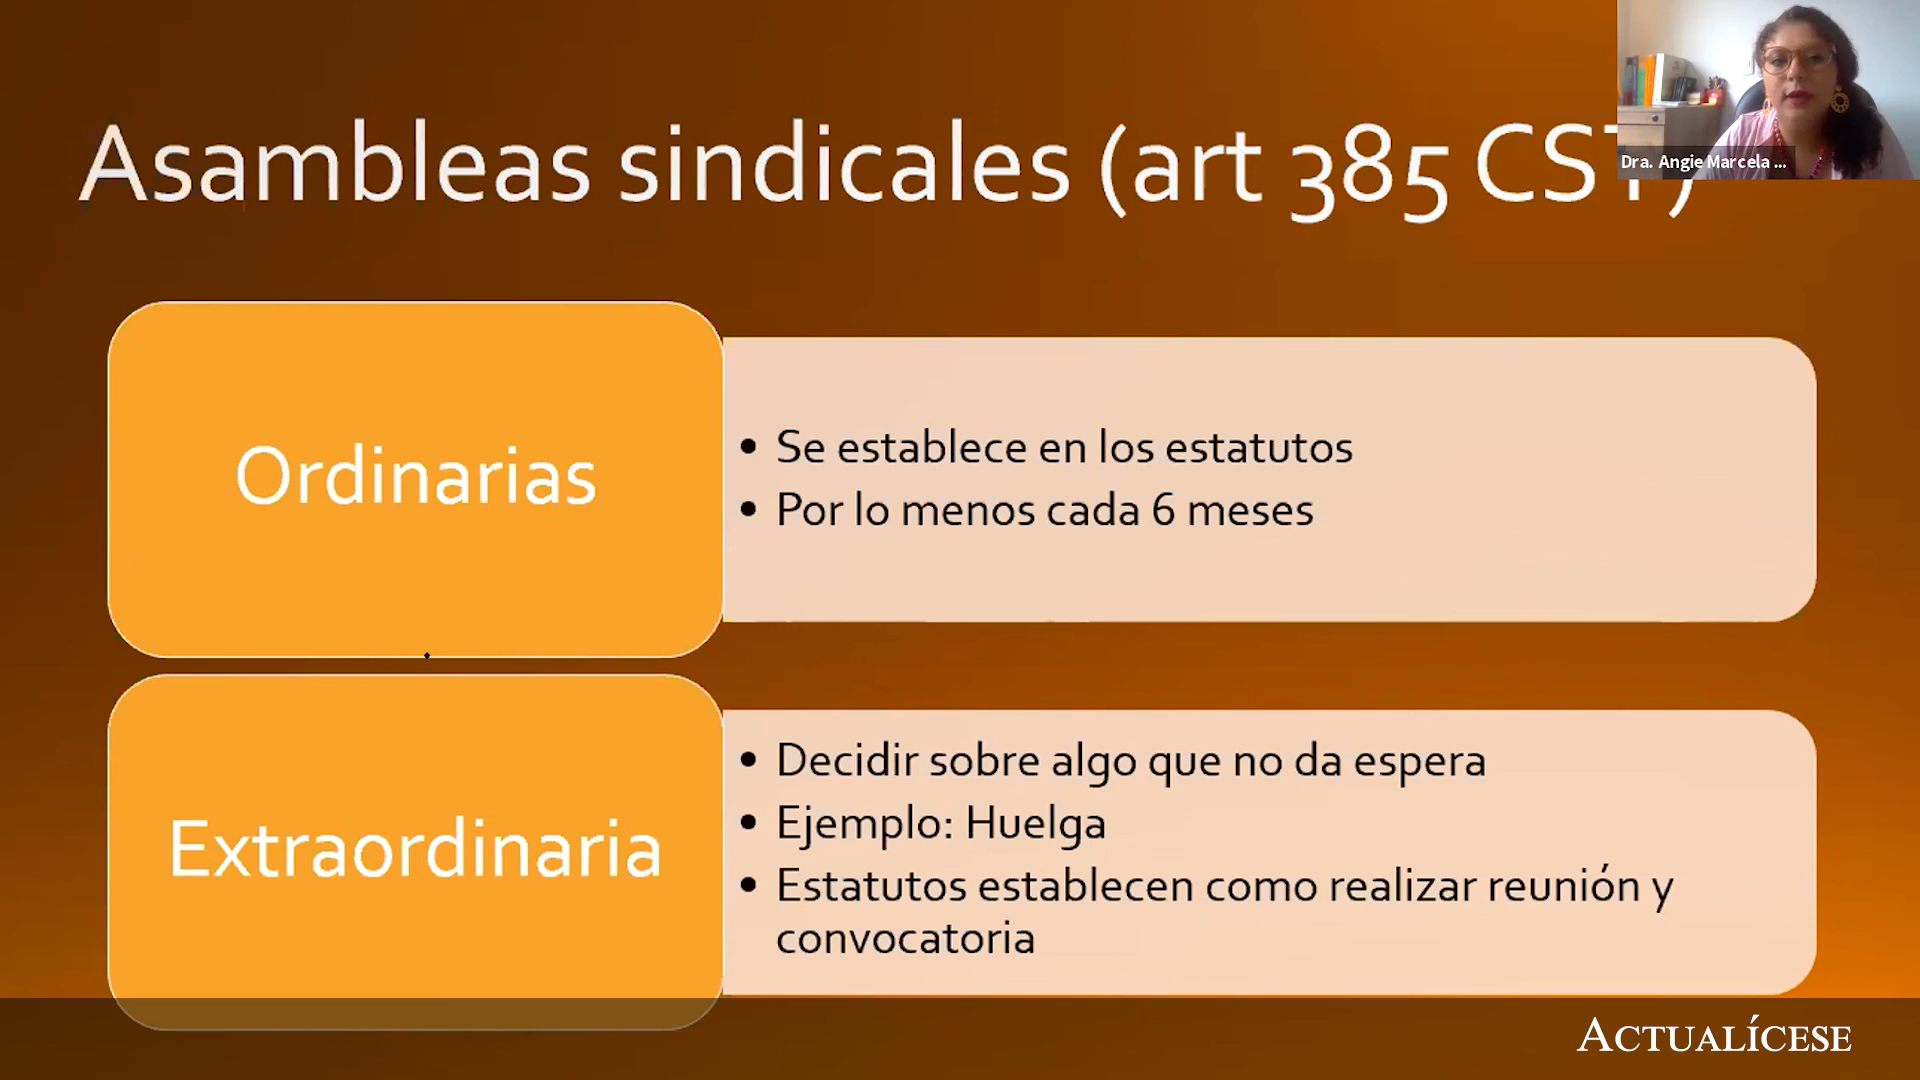 Asambleas sindicales (art 385 CST)
Dra. Angie Marcela ...
Ordinarias
• Se establece en los estatutos
• Por lo menos cada 6 meses
Extraordinaria
• Decidir sobre algo que no da espera
• Ejemplo: Huelga
• Estatutos establecen como realizar reunión y
convocatoria
ACTUALÍCESE